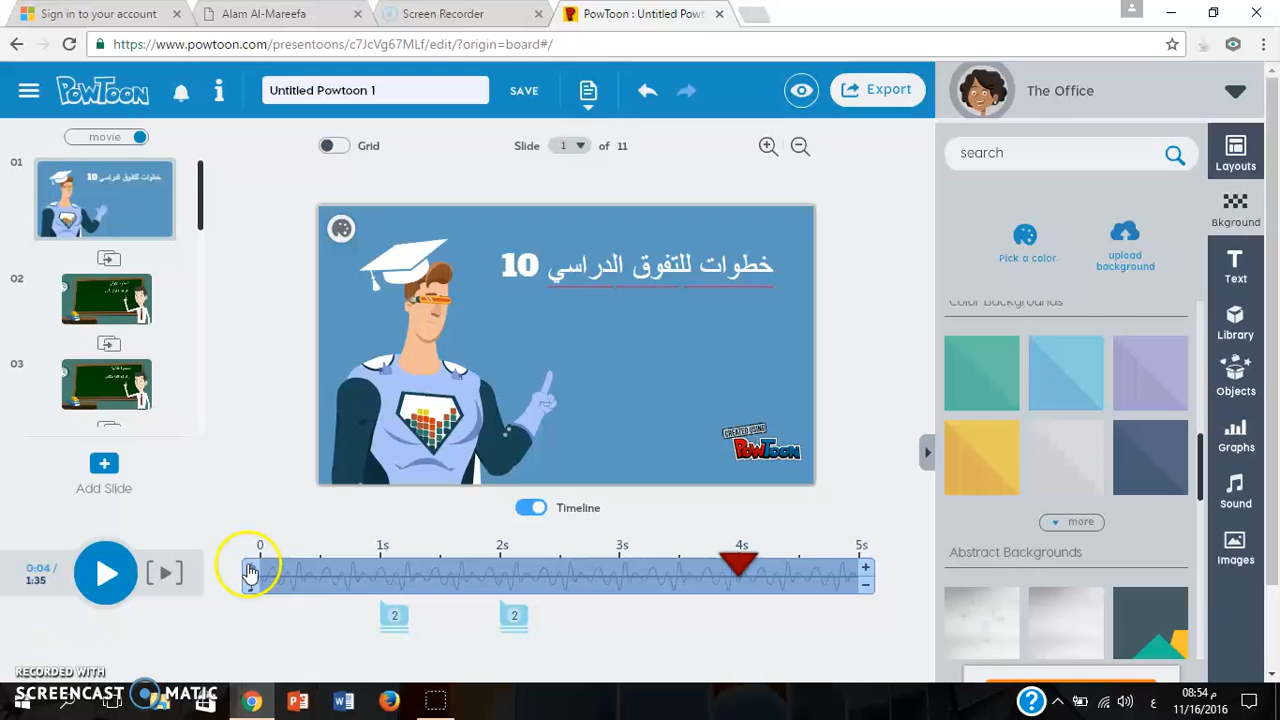 Sign in to your account
Alam Al-Mareefa
Screen Recorder
PowToon : Untitled Powt
https://www.powtoon.com/presentoons/c7JcVg67MLf/edit/?origin=board#/
POWTOON
Untitled Powtoon 1
SAVE
Export
The Office
movie
Grid
Slide 1 of 11
search
Layouts
01
خطوات للتفوق الدراسي 10
Bkground
Pick a color
upload background
خطوات للتفوق الدراسي 10
Text
02
Color Backgrounds
Library
03
Objects
CREATED USING
POWTOON
Graphs
Add Slide
Timeline
Sound
more
0 1s 2s 3s 4s 5s
Abstract Backgrounds
Images
0:04 /
1:35
+
-
2 2
RECORDED WITH
SCREENCAST MATIC
08:54 م
11/16/2016
ع